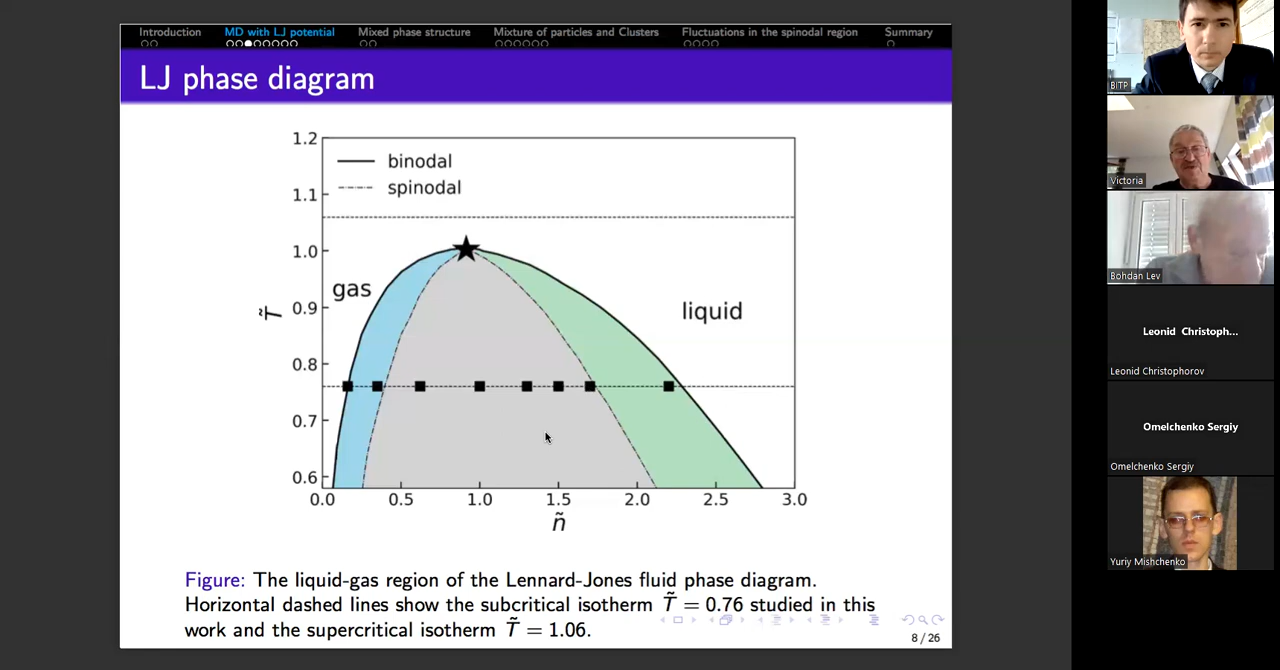 Introduction
MD with LJ potential
Mixed phase structure
Mixture of particles and Clusters
Fluctuations in the spinodal region
Summary
LJ phase diagram
1.2
1.1
1.0
0.9
0.8
0.7
0.6
T̃
binodal
spinodal
gas
liquid
0.0 0.5 1.0 1.5 2.0 2.5 3.0
ñ
Figure: The liquid-gas region of the Lennard-Jones fluid phase diagram.
Horizontal dashed lines show the subcritical isotherm T̃ = 0.76 studied in this
work and the supercritical isotherm T̃ = 1.06.
8 / 26
BITP
Victoria
Bohdan Lev
Leonid Christoph...
Leonid Christophorov
Omelchenko Sergiy
Omelchenko Sergiy
Yuriy Mishchenko